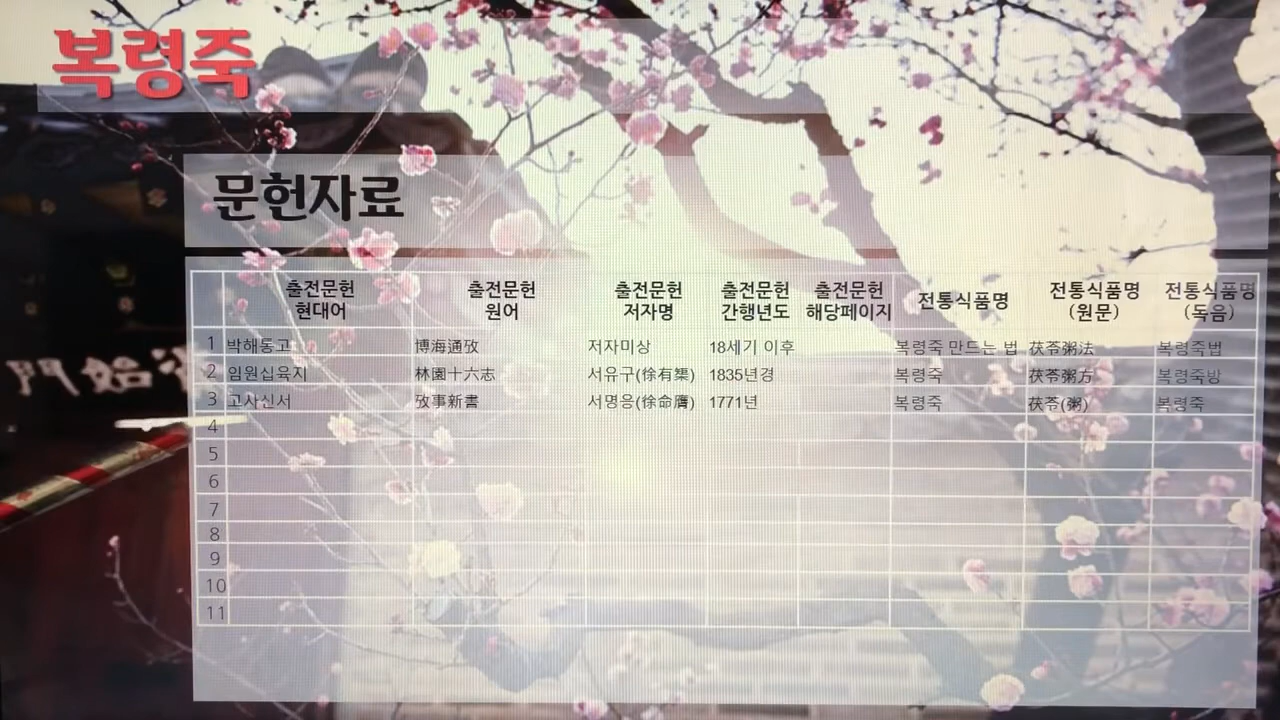 복령죽
문헌자료
출전문헌 현대어 출전문헌 원어 출전문헌 저자명 출전문헌 간행년도 출전문헌 해당페이지 전통식품명 전통식품명 (원문) 전통식품명 (독음)
1 박해통고 博海通攷 저자미상 18세기 이후 복령죽 만드는 법 茯苓粥法 복령죽법
2 임원십육지 林園十六志 서유구(徐有榘) 1835년경 복령죽 茯苓粥方 복령죽방
3 고사신서 攷事新書 서명응(徐命膺) 1771년 복령죽 茯苓(粥) 복령죽
4
5
6
7
8
9
10
11
門始